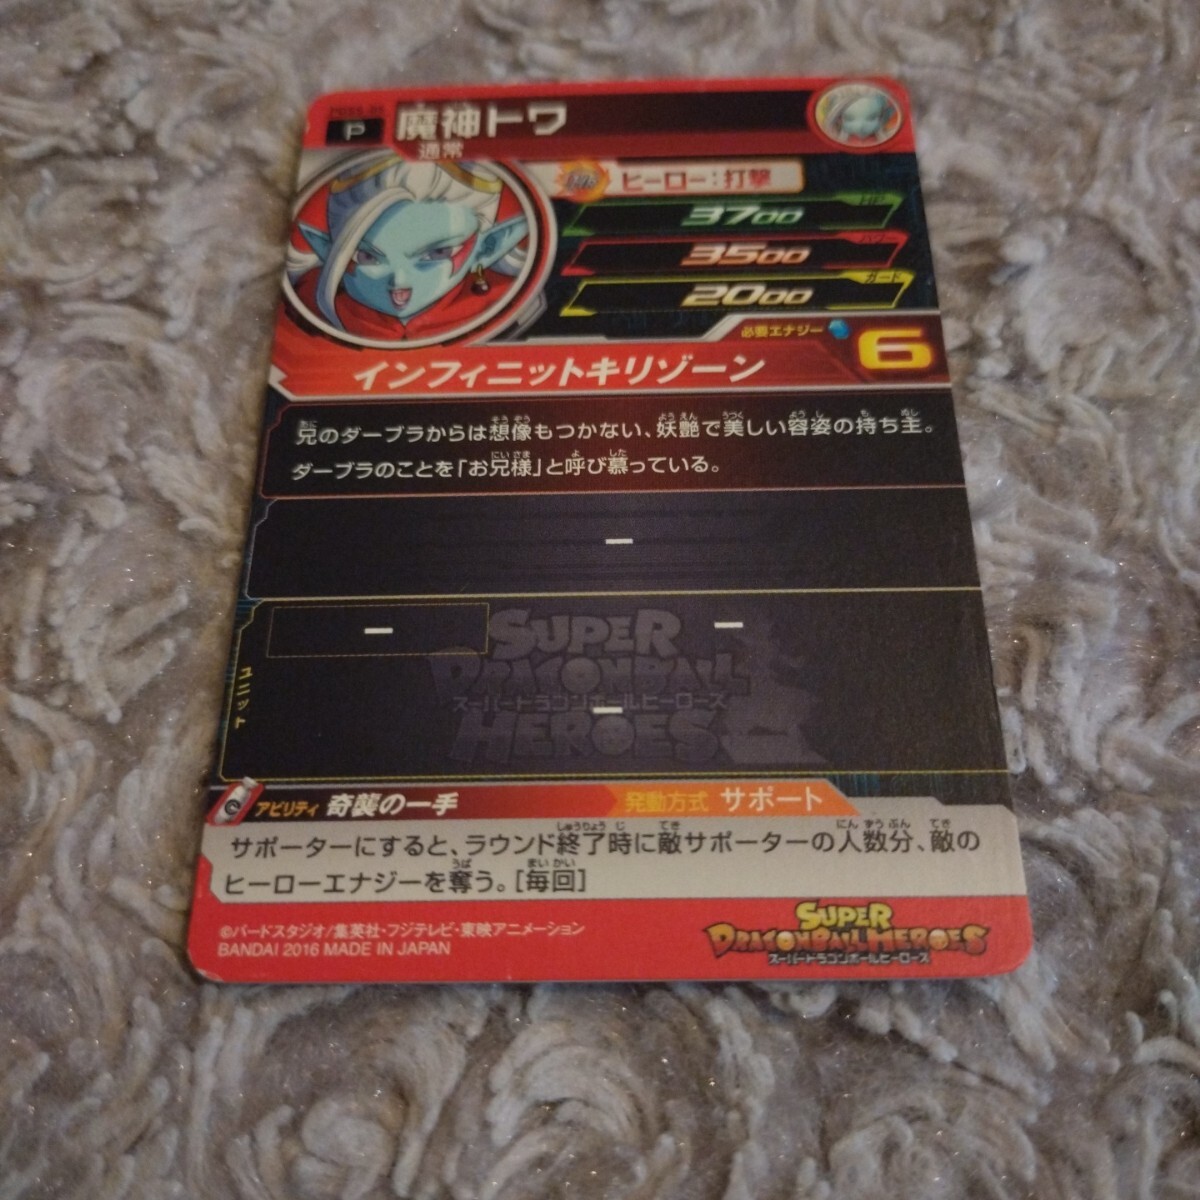 P
魔神トワ
通常
ヒーロー:打撃
HP
3700
パワー
3500
ガード
2000
必要エナジー
6
インフィニットキリゾーン
兄のダーブラからは想像もつかない、妖艶で美しい容姿の持ち主。
ダーブラのことを「お兄様」と呼び慕っている。
ー
ー
ー
ユニット
SUPER
DRAGONBALL
スーパードラゴンボールヒーローズ
HEROES
ー
アビリティ 奇襲の一手
発動方式 サポート
サポーターにすると、ラウンド終了時に敵サポーターの人数分、敵の
ヒーローエナジーを奪う。[毎回]
©バードスタジオ/集英社・フジテレビ・東映アニメーション
BANDAI 2016 MADE IN JAPAN
SUPER
DRAGONBALL HEROES
スーパードラゴンボールヒーローズ